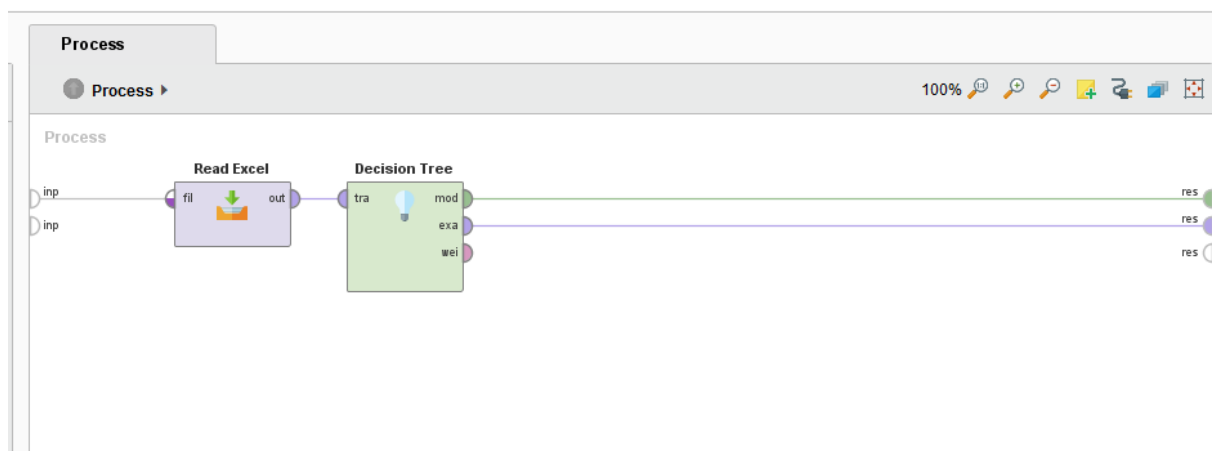 Process
Process
100%
Process
Read Excel
Decision Tree
inp
fil
out
tra
mod
res
inp
exa
res
wei
res